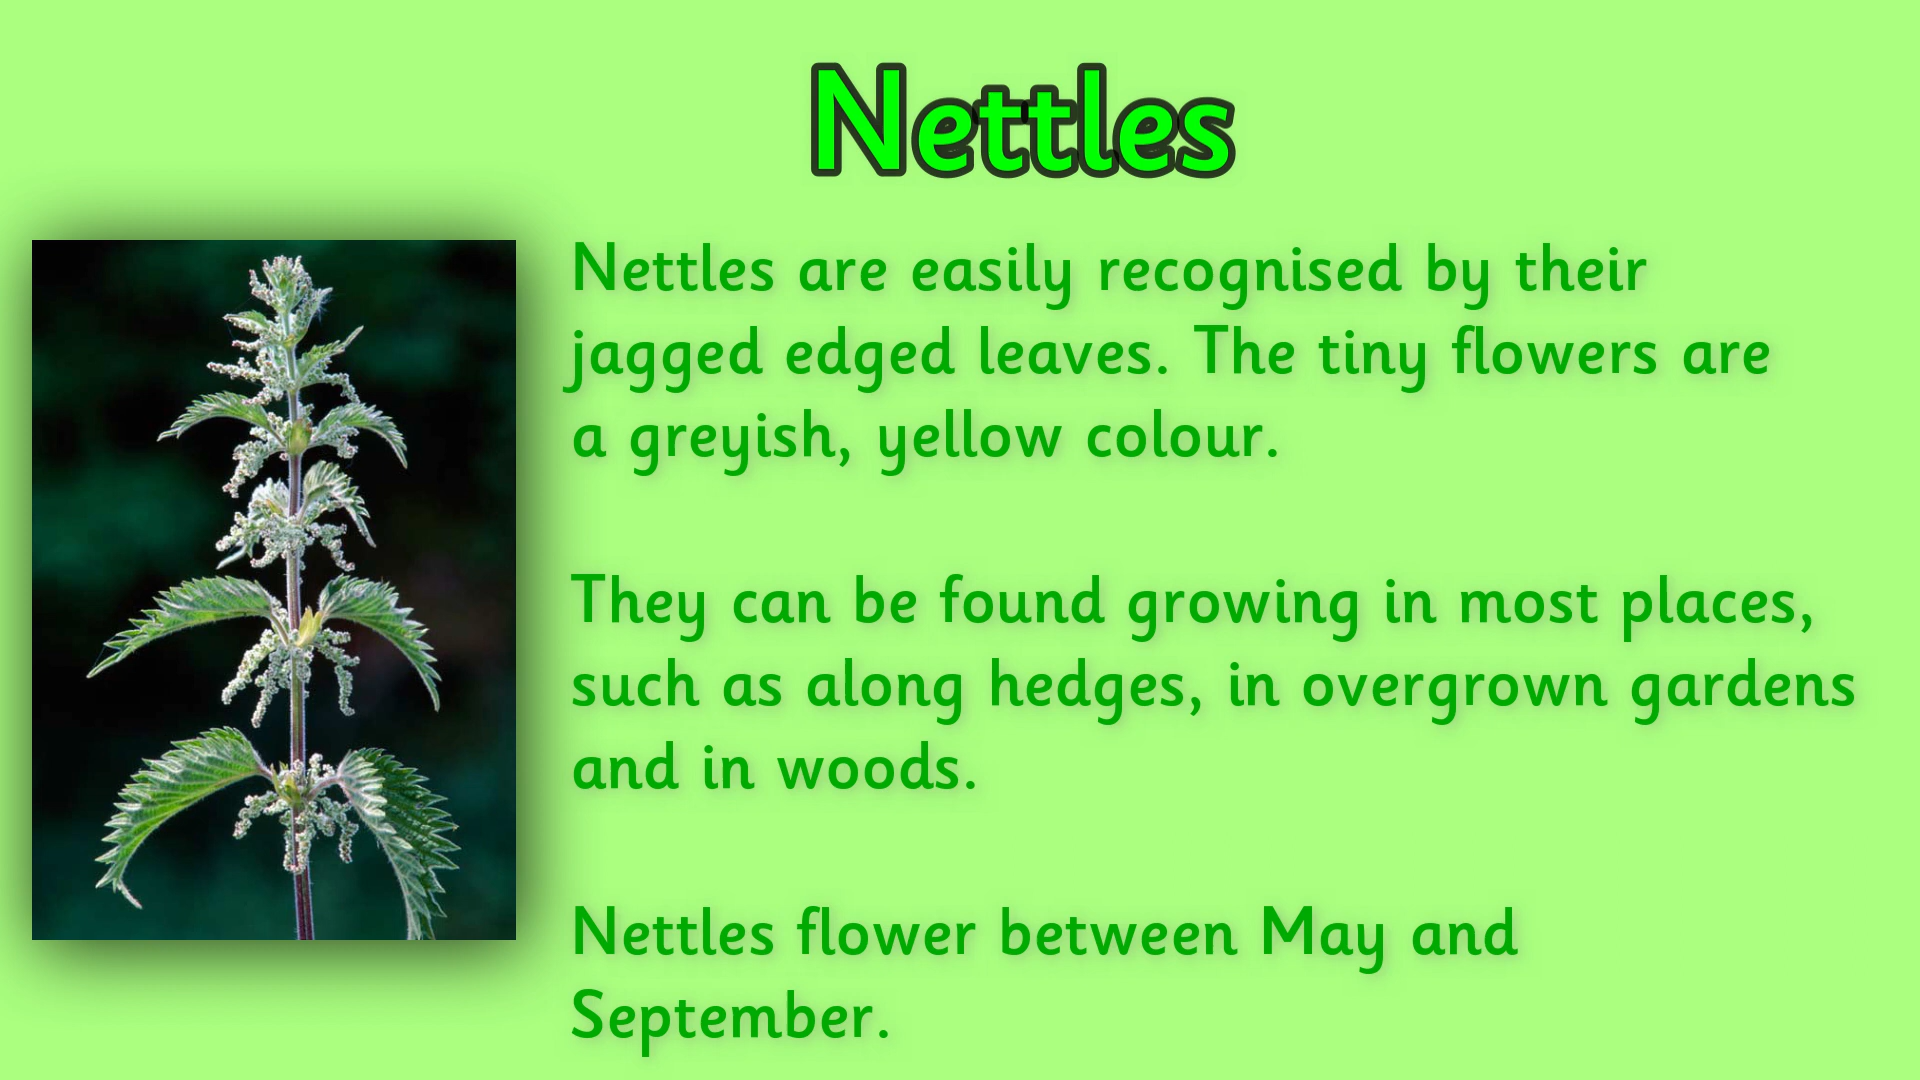 Nettles
Nettles are easily recognised by their
jagged edged leaves. The tiny flowers are
a greyish, yellow colour.
They can be found growing in most places,
such as along hedges, in overgrown gardens
and in woods.
Nettles flower between May and
September.